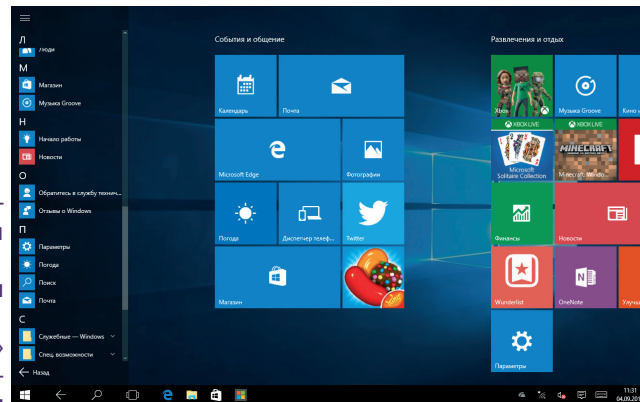 Л
Люди
М
Магазин
Музыка Groove
Н
Начало работы
Новости
О
Обратитесь в службу технич...
Отзывы о Windows
П
Параметры
Погода
Поиск
Почта
С
Служебные — Windows
Спец. возможности
Назад
События и общение
Календарь
Почта
Microsoft Edge
Фотографии
Погода
Диспетчер телеф...
Twitter
Магазин
Развлечения и отдых
Xbox
Музыка Groove
Кино и
XBOX LIVE
Microsoft
Solitaire Collection
XBOX LIVE
MINECRAFT
Minecraft: Windo...
Финансы
Новости
Wunderlist
OneNote
Улучш
Параметры
11:31
04.09.201